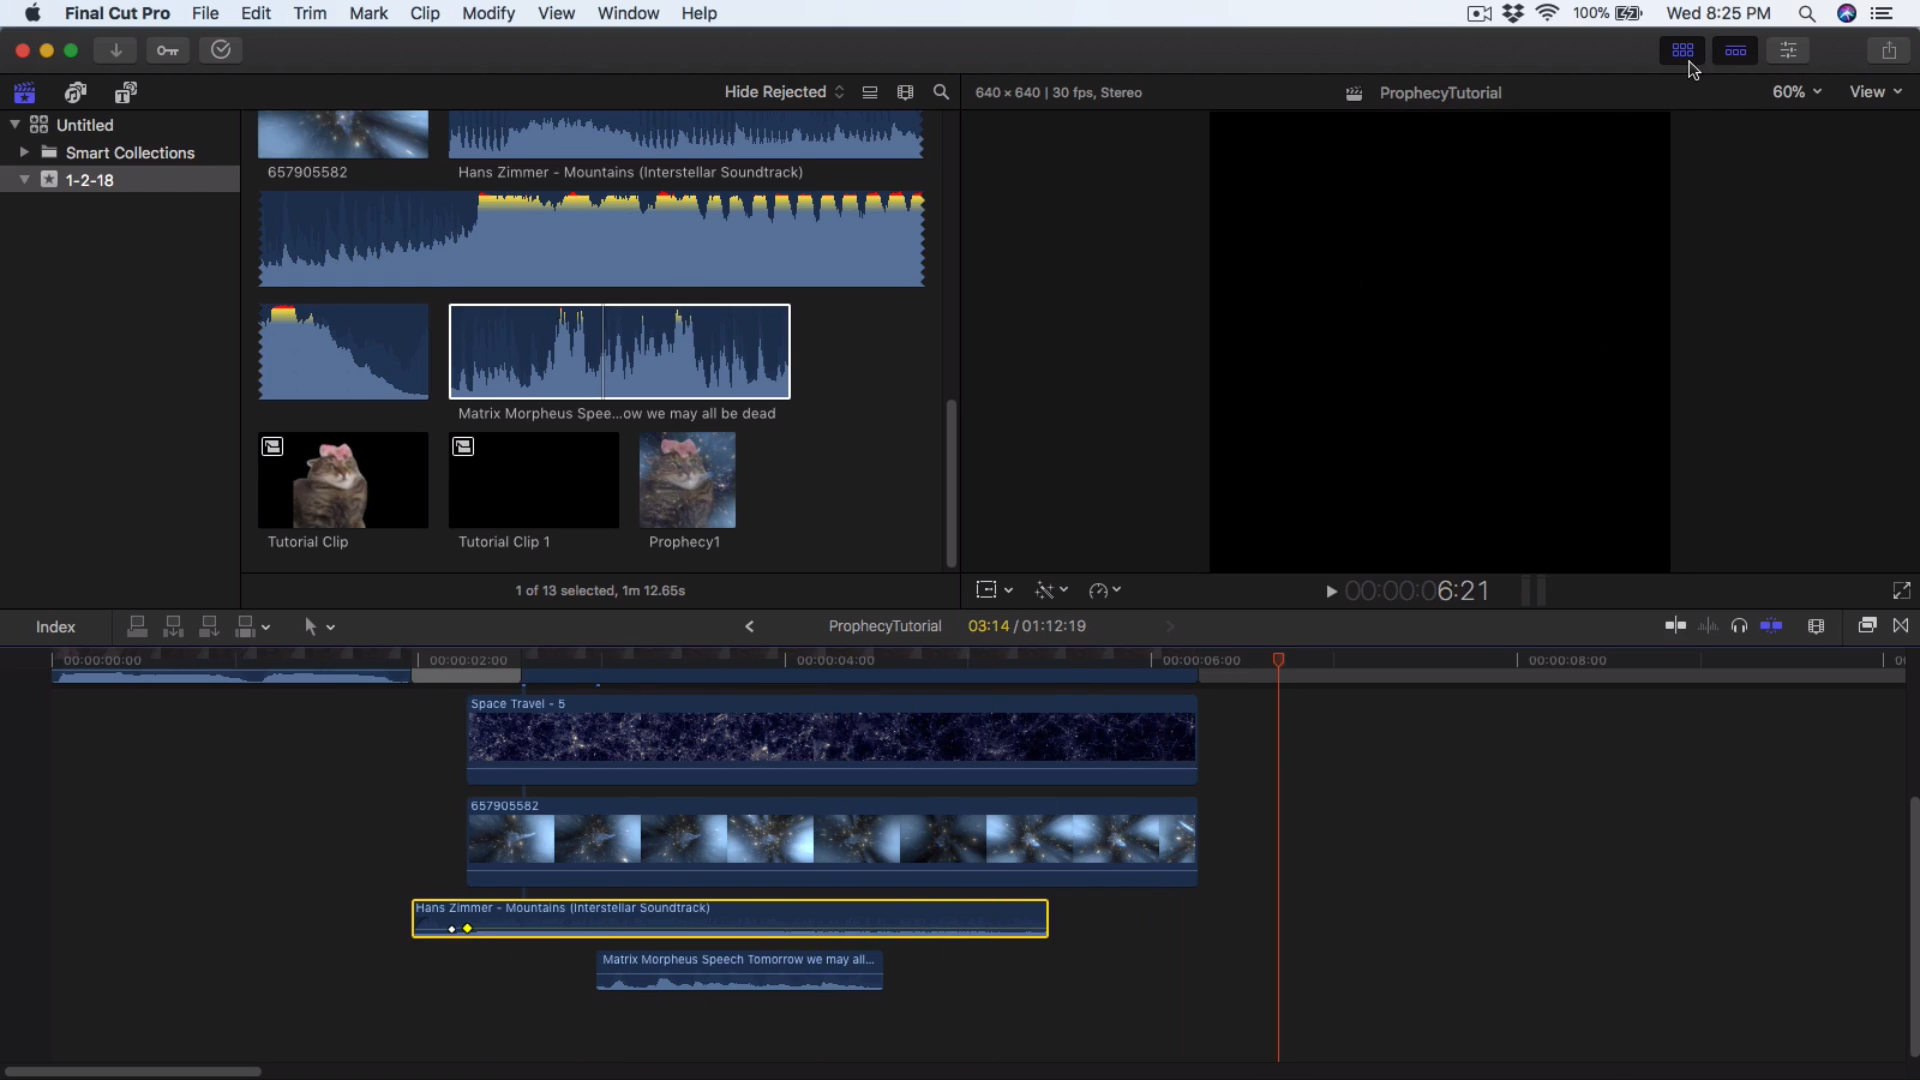 Final Cut Pro File Edit Trim Mark Clip Modify View Window Help 100% Wed 8:25 PM
Hide Rejected
640 × 640 | 30 fps, Stereo
ProphecyTutorial
60%
View
Untitled
Smart Collections
1-2-18
657905582
Hans Zimmer - Mountains (Interstellar Soundtrack)
Matrix Morpheus Spee...ow we may all be dead
Tutorial Clip
Tutorial Clip 1
Prophecy1
1 of 13 selected, 1m 12.65s
00:00:06:21
Index
ProphecyTutorial
03:14 / 01:12:19
00:00:00:00
00:00:02:00
00:00:04:00
00:00:06:00
00:00:08:00
Space Travel - 5
657905582
Hans Zimmer - Mountains (Interstellar Soundtrack)
Matrix Morpheus Speech Tomorrow we may all...